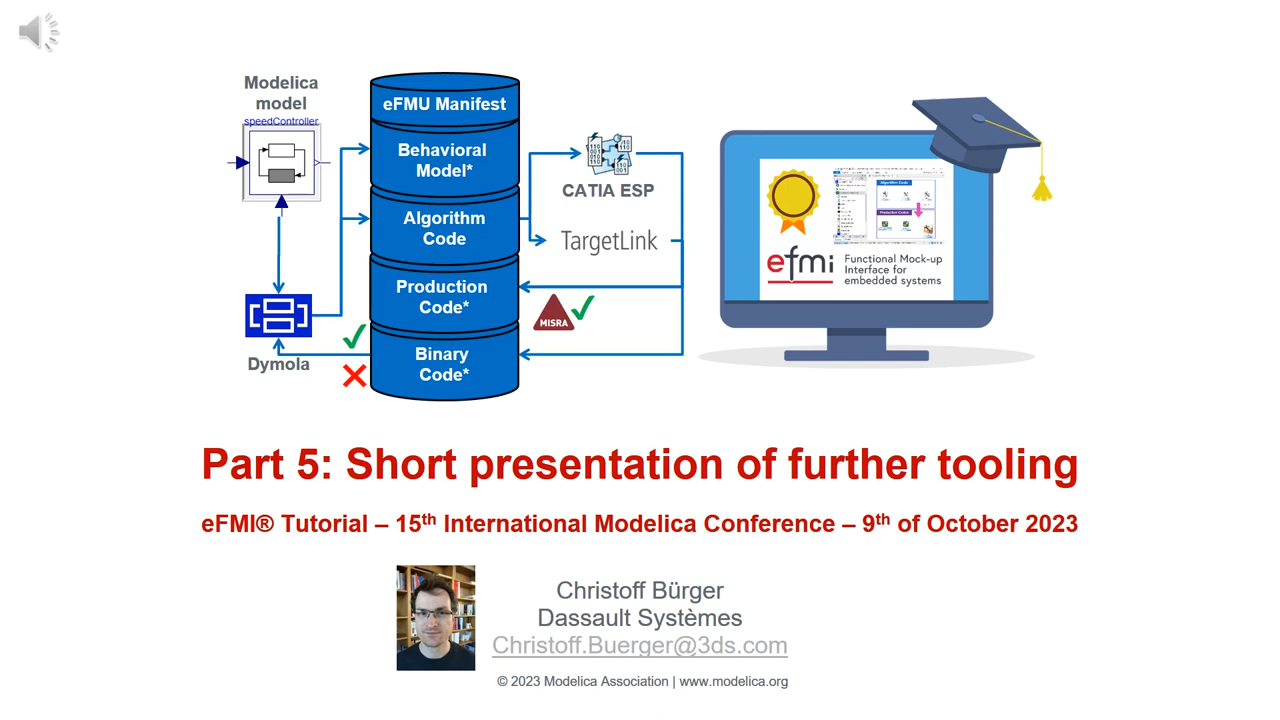 Modelica
model
speedController
eFMU Manifest
Behavioral
Model*
Algorithm
Code
Production
Code*
Binary
Code*
Dymola
CATIA ESP
TargetLink
MISRA
efmi
Functional Mock-up
Interface for
embedded systems
Part 5: Short presentation of further tooling
eFMI® Tutorial – 15th International Modelica Conference – 9th of October 2023
Christoff Bürger
Dassault Systèmes
Christoff.Buerger@3ds.com
© 2023 Modelica Association | www.modelica.org